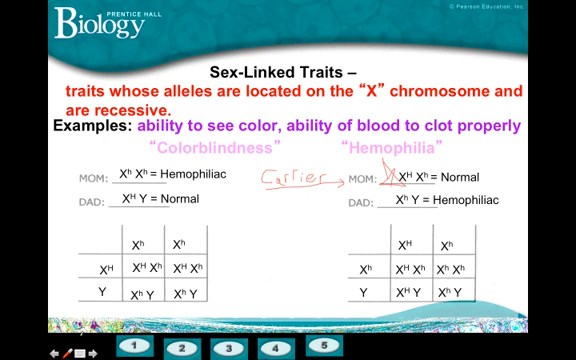 © Pearson Education, Inc
PRENTICE HALL
Biology
Sex-Linked Traits –
traits whose alleles are located on the “X” chromosome and
are recessive.
Examples: ability to see color, ability of blood to clot properly
“Colorblindness” “Hemophilia”
MOM: Xʰ Xʰ = Hemophiliac
DAD: Xᴴ Y = Normal
Xʰ Xʰ
Xᴴ Xᴴ Xʰ Xᴴ Xʰ
Y Xʰ Y Xʰ Y
Carrier
MOM: Xᴴ Xʰ = Normal
DAD: Xʰ Y = Hemophiliac
Xᴴ Xʰ
Xʰ Xᴴ Xʰ Xʰ Xʰ
Y Xᴴ Y Xʰ Y
1 2 3 4 5